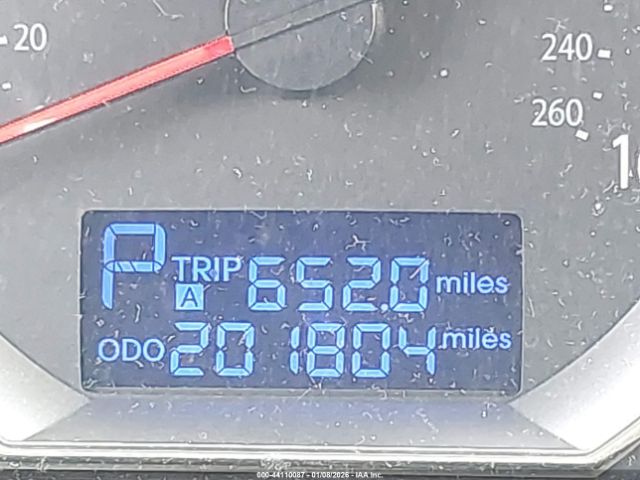 20
240
260
P TRIP A 652.0 miles
ODO 201804 miles
000-44110087 - 01/08/2026 - IAA Inc.